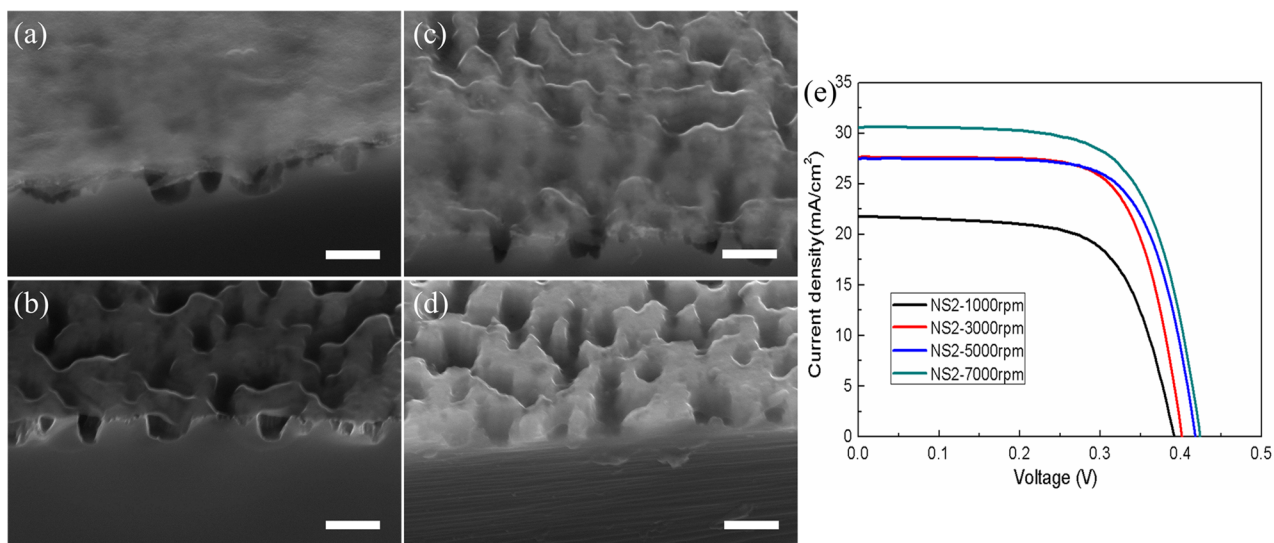 (a)
(c)
(b)
(d)
(e)
35
30
25
20
15
10
5
0
Current density(mA/cm²)
NS2-1000rpm
NS2-3000rpm
NS2-5000rpm
NS2-7000rpm
0.0 0.1 0.2 0.3 0.4 0.5
Voltage (V)